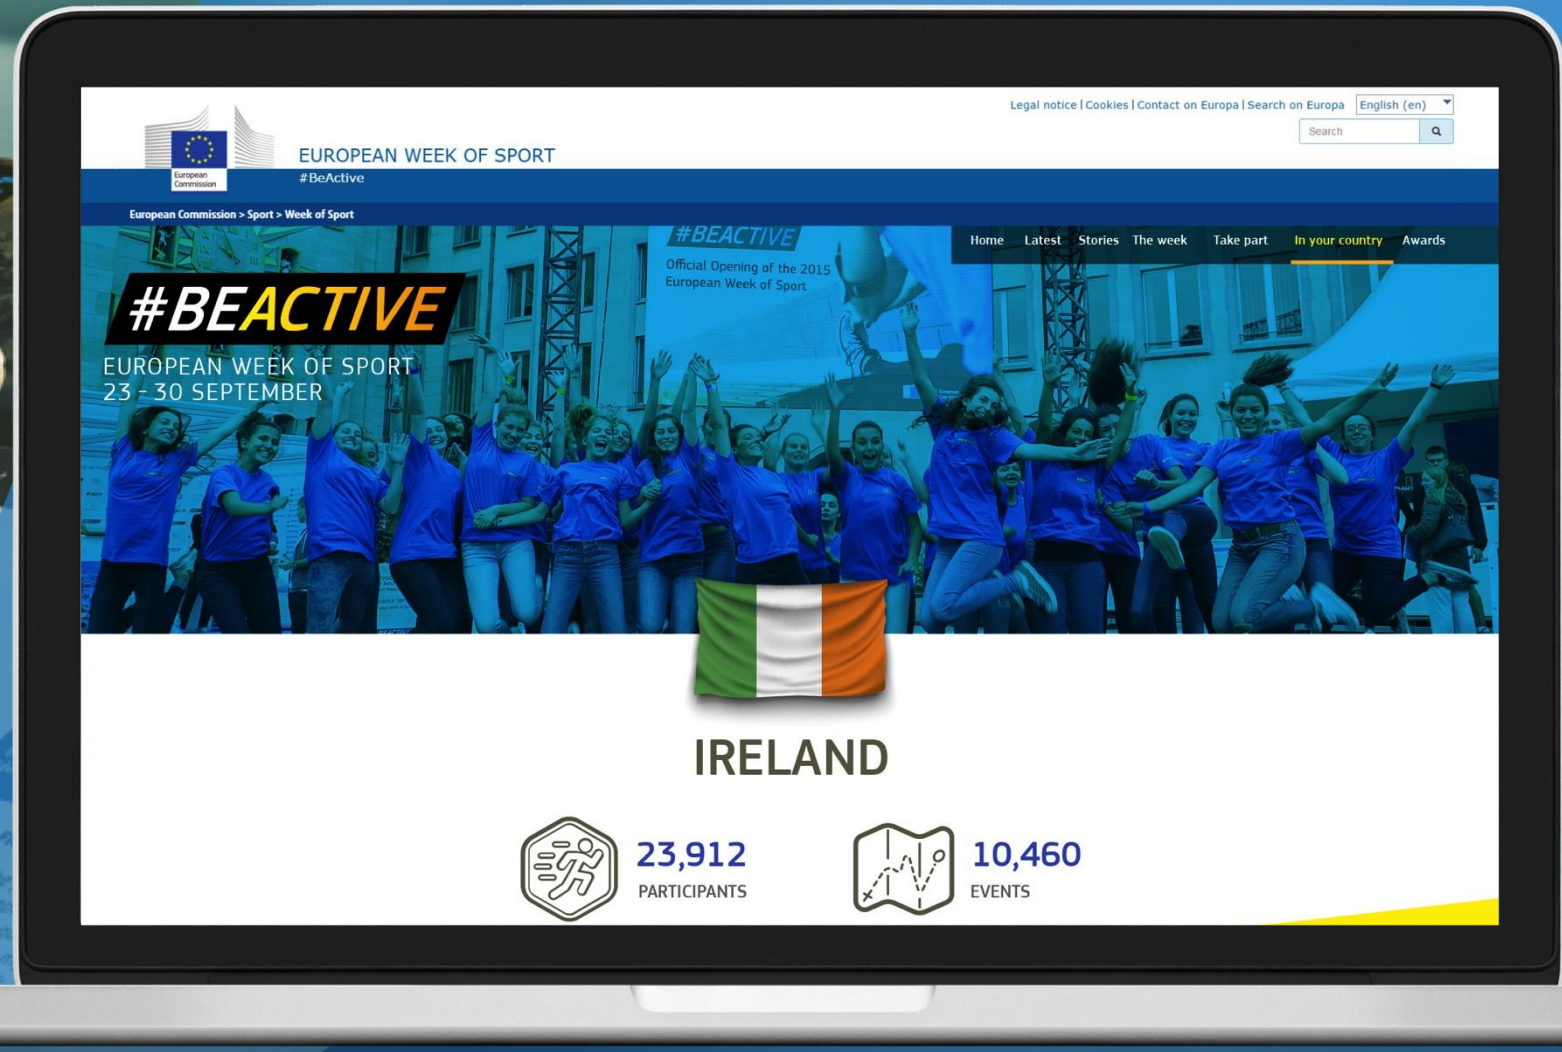 Legal notice | Cookies | Contact on Europa | Search on Europa English (en)
Search
European
Commission
EUROPEAN WEEK OF SPORT
#BeActive
European Commission > Sport > Week of Sport
Home Latest Stories The week Take part In your country Awards
#BEACTIVE
Official Opening of the 2015
European Week of Sport
#BEACTIVE
EUROPEAN WEEK OF SPORT
23 - 30 SEPTEMBER
IRELAND
23,912
PARTICIPANTS
10,460
EVENTS